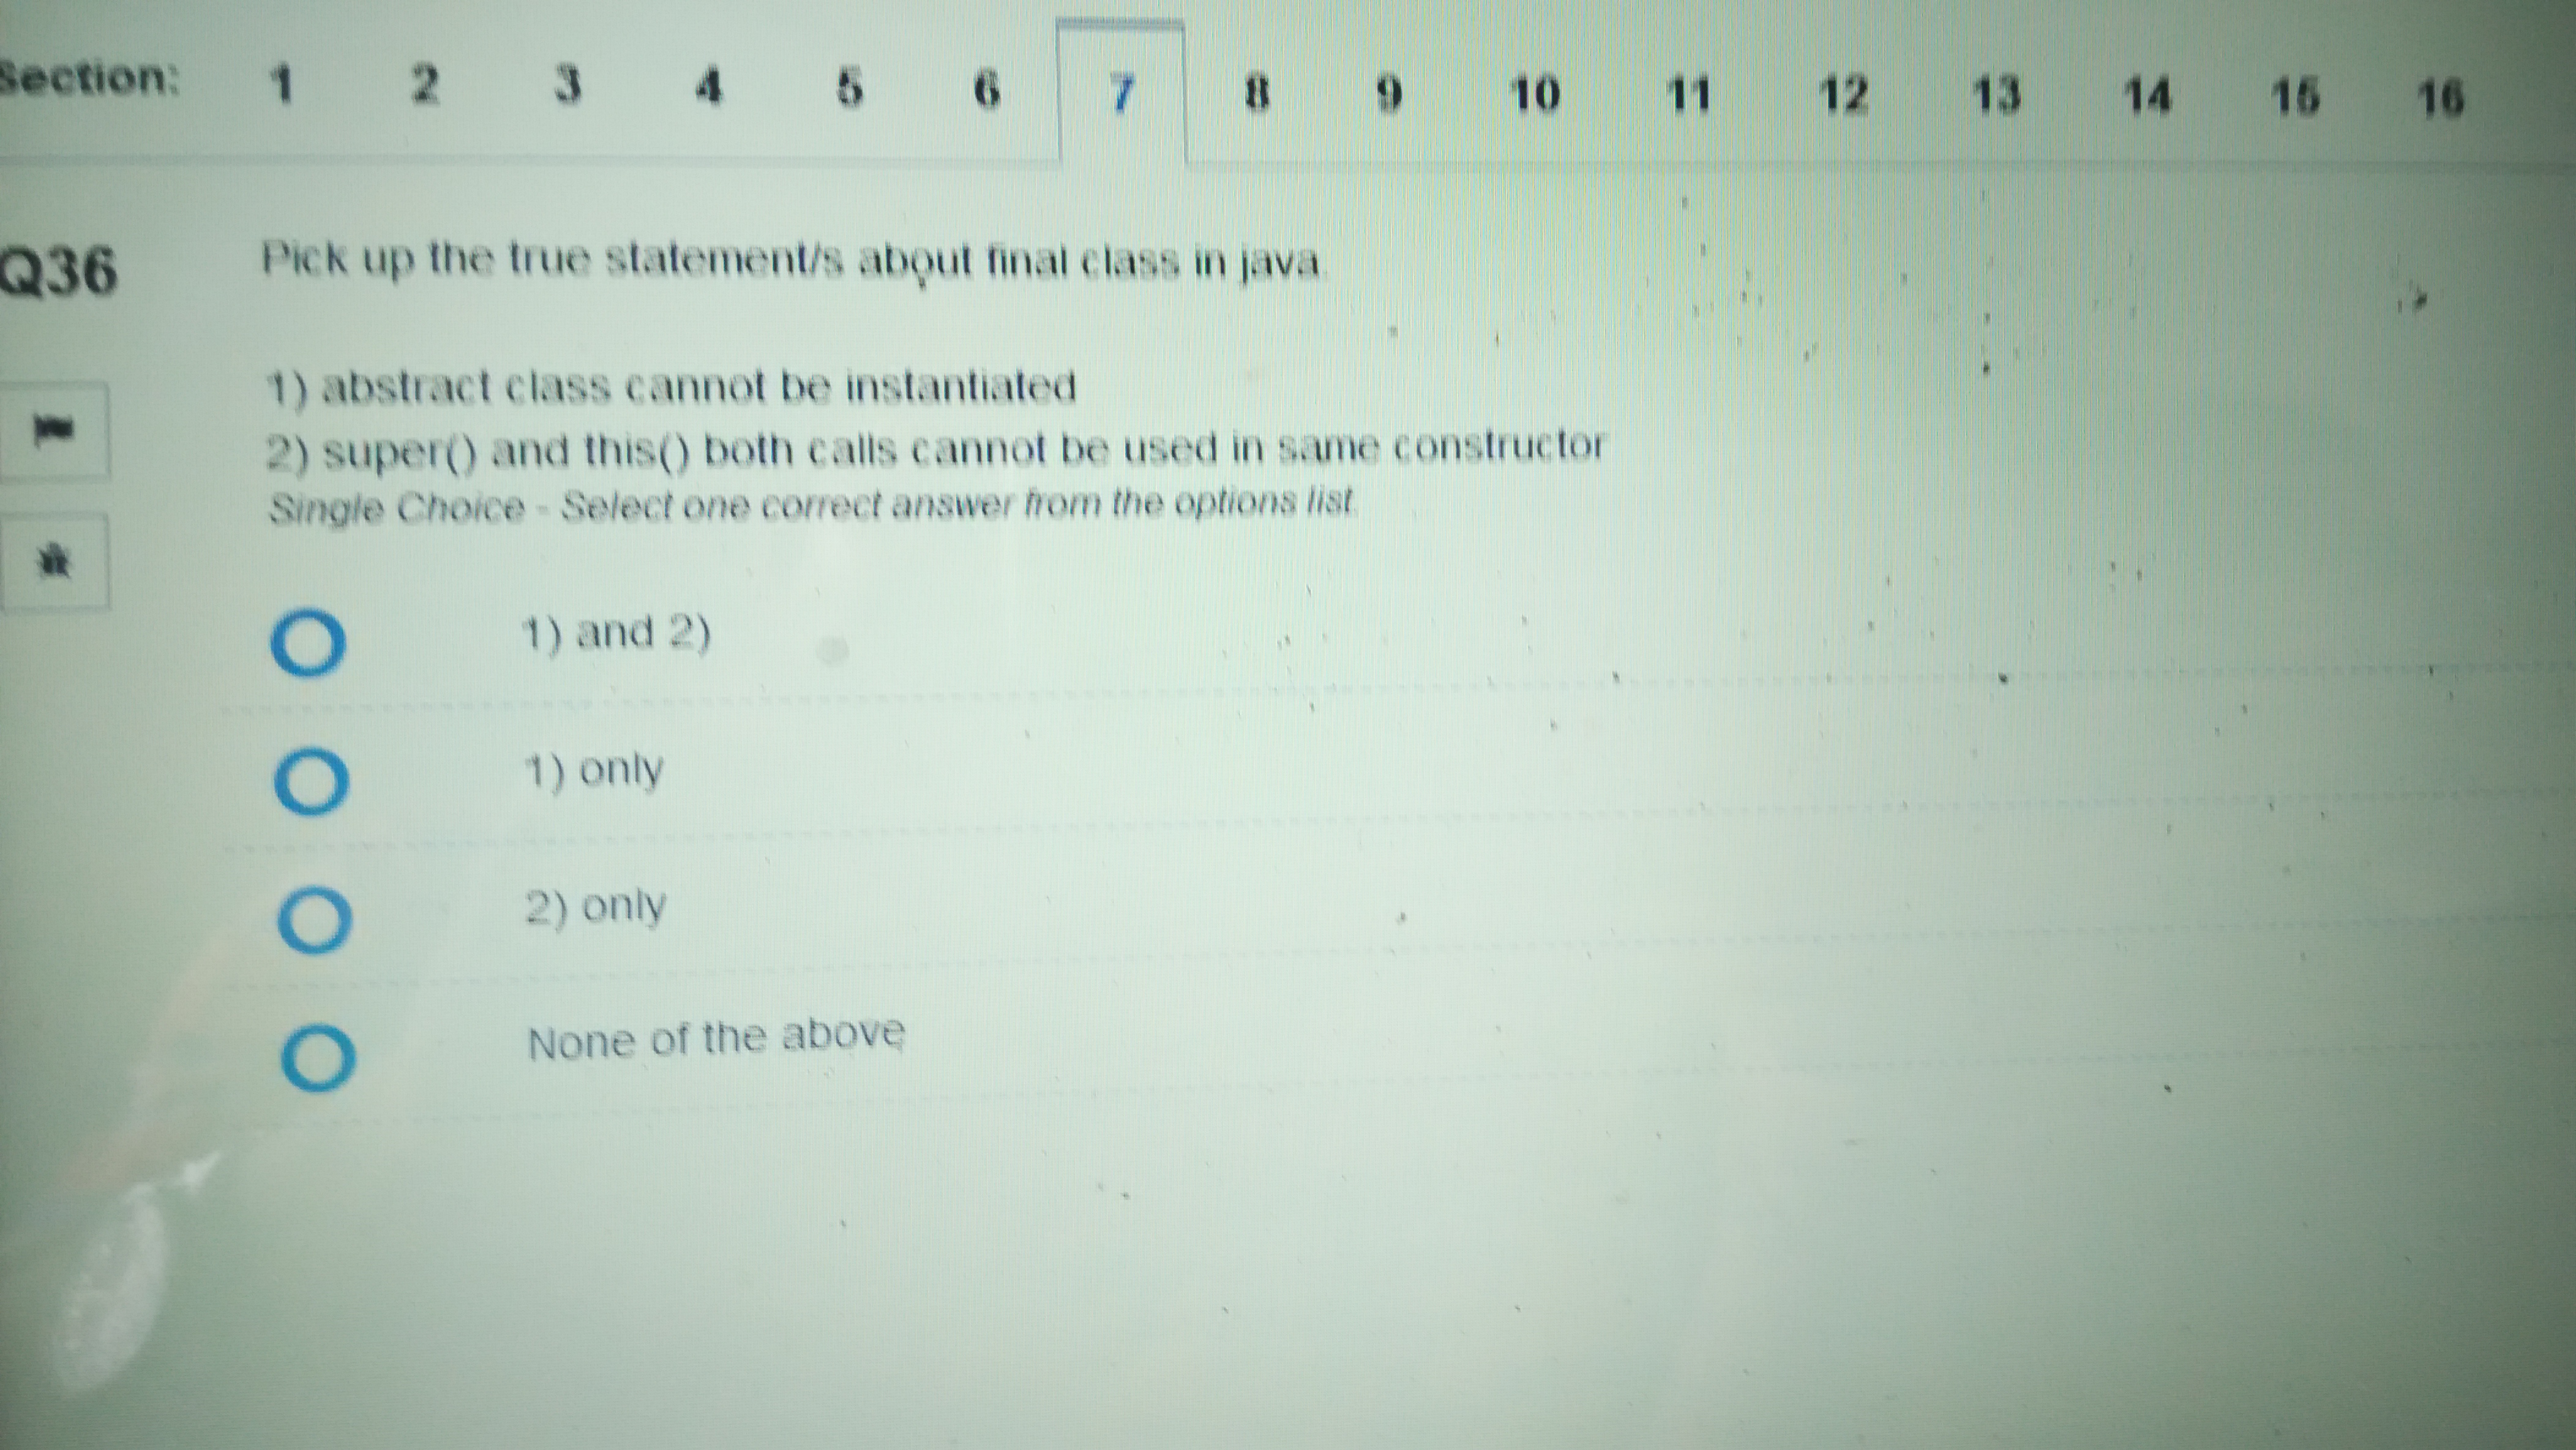 Section: 1 2 3 4 5 6 7 8 9 10 11 12 13 14 15 16
Q36 Pick up the true statement/s about final class in java.
1) abstract class cannot be instantiated
2) super() and this() both calls cannot be used in same constructor
Single Choice - Select one correct answer from the options list.
1) and 2)
1) only
2) only
None of the above